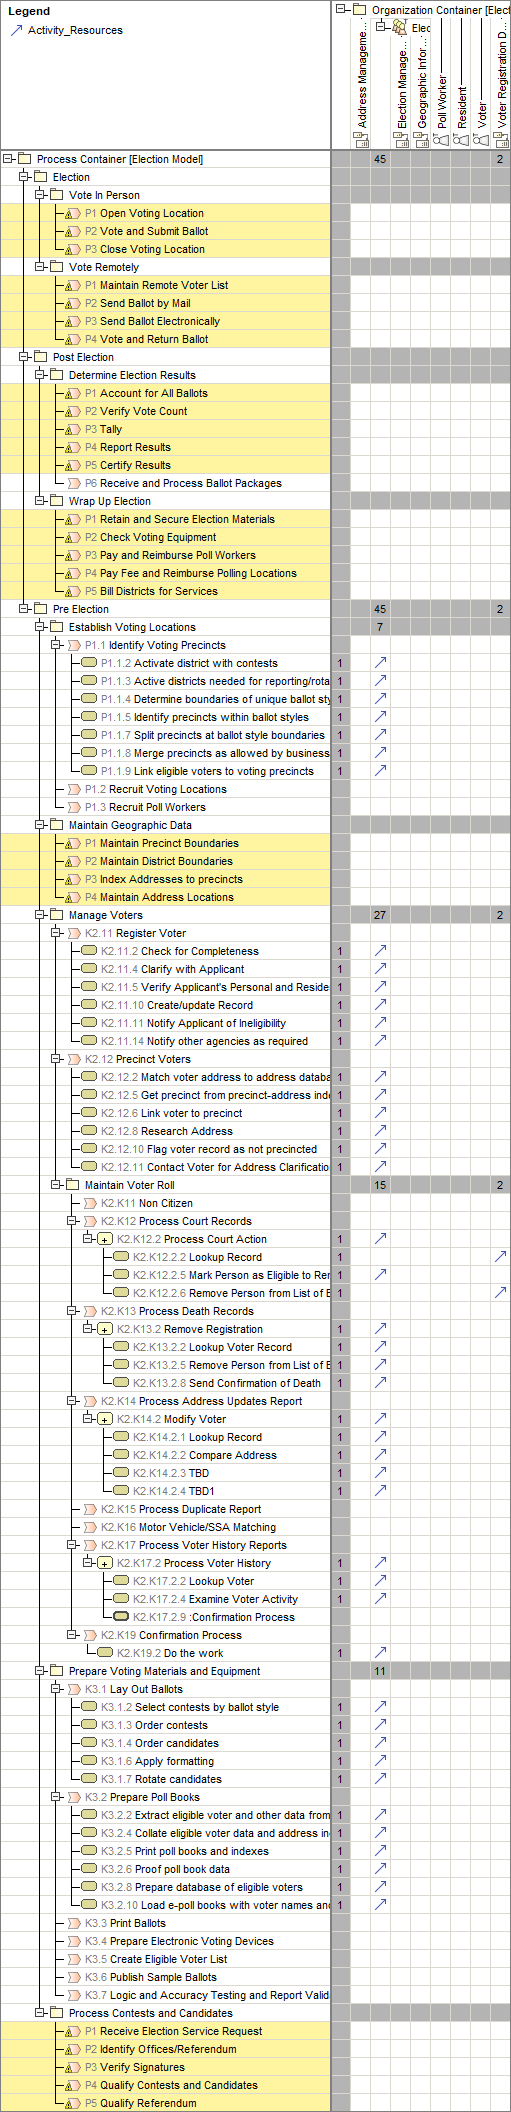 Legend
Activity_Resources
Organization Container [Elect
Elec
Address Manageme...
Election Manage...
Geographic Infor...
Poll Worker
Resident
Voter
Voter Registration D...
Process Container [Election Model] 45 2
Election
Vote In Person
P1 Open Voting Location
P2 Vote and Submit Ballot
P3 Close Voting Location
Vote Remotely
P1 Maintain Remote Voter List
P2 Send Ballot by Mail
P3 Send Ballot Electronically
P4 Vote and Return Ballot
Post Election
Determine Election Results
P1 Account for All Ballots
P2 Verify Vote Count
P3 Tally
P4 Report Results
P5 Certify Results
P6 Receive and Process Ballot Packages
Wrap Up Election
P1 Retain and Secure Election Materials
P2 Check Voting Equipment
P3 Pay and Reimburse Poll Workers
P4 Pay Fee and Reimburse Polling Locations
P5 Bill Districts for Services
Pre Election 45 2
Establish Voting Locations 7
P1.1 Identify Voting Precincts
P1.1.2 Activate district with contests 1
P1.1.3 Active districts needed for reporting/rota 1
P1.1.4 Determine boundaries of unique ballot sty 1
P1.1.5 Identify precincts within ballot styles 1
P1.1.7 Split precincts at ballot style boundaries 1
P1.1.8 Merge precincts as allowed by business 1
P1.1.9 Link eligible voters to voting precincts 1
P1.2 Recruit Voting Locations
P1.3 Recruit Poll Workers
Maintain Geographic Data
P1 Maintain Precinct Boundaries
P2 Maintain District Boundaries
P3 Index Addresses to precincts
P4 Maintain Address Locations
Manage Voters 27 2
K2.11 Register Voter
K2.11.2 Check for Completeness 1
K2.11.4 Clarify with Applicant 1
K2.11.5 Verify Applicant's Personal and Reside 1
K2.11.10 Create/update Record 1
K2.11.11 Notify Applicant of Ineligibility 1
K2.11.14 Notify other agencies as required 1
K2.12 Precinct Voters
K2.12.2 Match voter address to address databa 1
K2.12.5 Get precinct from precinct-address inde 1
K2.12.6 Link voter to precinct 1
K2.12.8 Research Address 1
K2.12.10 Flag voter record as not precincted 1
K2.12.11 Contact Voter for Address Clarificatio 1
Maintain Voter Roll 15 2
K2.K11 Non Citizen
K2.K12 Process Court Records
K2.K12.2 Process Court Action 1
K2.K12.2.2 Lookup Record 1
K2.K12.2.5 Mark Person as Eligible to Rer 1
K2.K12.2.6 Remove Person from List of E 1
K2.K13 Process Death Records
K2.K13.2 Remove Registration 1
K2.K13.2.2 Lookup Voter Record 1
K2.K13.2.5 Remove Person from List of E 1
K2.K13.2.8 Send Confirmation of Death 1
K2.K14 Process Address Updates Report
K2.K14.2 Modify Voter 1
K2.K14.2.1 Lookup Record 1
K2.K14.2.2 Compare Address 1
K2.K14.2.3 TBD 1
K2.K14.2.4 TBD1 1
K2.K15 Process Duplicate Report
K2.K16 Motor Vehicle/SSA Matching
K2.K17 Process Voter History Reports
K2.K17.2 Process Voter History 1
K2.K17.2.2 Lookup Voter 1
K2.K17.2.4 Examine Voter Activity 1
K2.K17.2.9 :Confirmation Process
K2.K19 Confirmation Process
K2.K19.2 Do the work 1
Prepare Voting Materials and Equipment 11
K3.1 Lay Out Ballots
K3.1.2 Select contests by ballot style 1
K3.1.3 Order contests 1
K3.1.4 Order candidates 1
K3.1.6 Apply formatting 1
K3.1.7 Rotate candidates 1
K3.2 Prepare Poll Books
K3.2.2 Extract eligible voter and other data from 1
K3.2.4 Collate eligible voter data and address in 1
K3.2.5 Print poll books and indexes 1
K3.2.6 Proof poll book data 1
K3.2.8 Prepare database of eligible voters 1
K3.2.10 Load e-poll books with voter names and 1
K3.3 Print Ballots
K3.4 Prepare Electronic Voting Devices
K3.5 Create Eligible Voter List
K3.6 Publish Sample Ballots
K3.7 Logic and Accuracy Testing and Report Valid
Process Contests and Candidates
P1 Receive Election Service Request
P2 Identify Offices/Referendum
P3 Verify Signatures
P4 Qualify Contests and Candidates
P5 Qualify Referendum